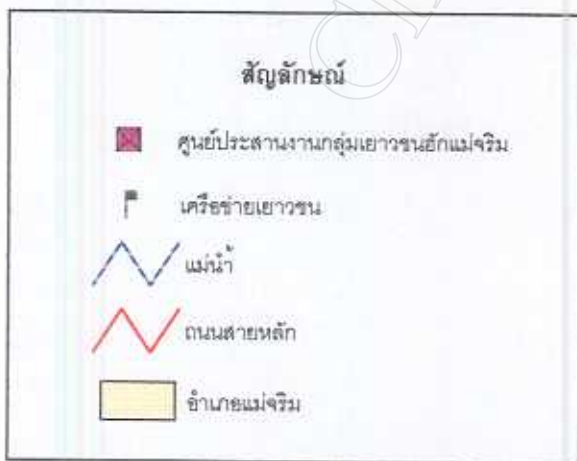 สัญลักษณ์
ศูนย์ประสานงานกลุ่มเยาวชนฮักแม่จริม
เครือข่ายเยาวชน
แม่น้ำ
ถนนสายหลัก
อำเภอแม่จริม